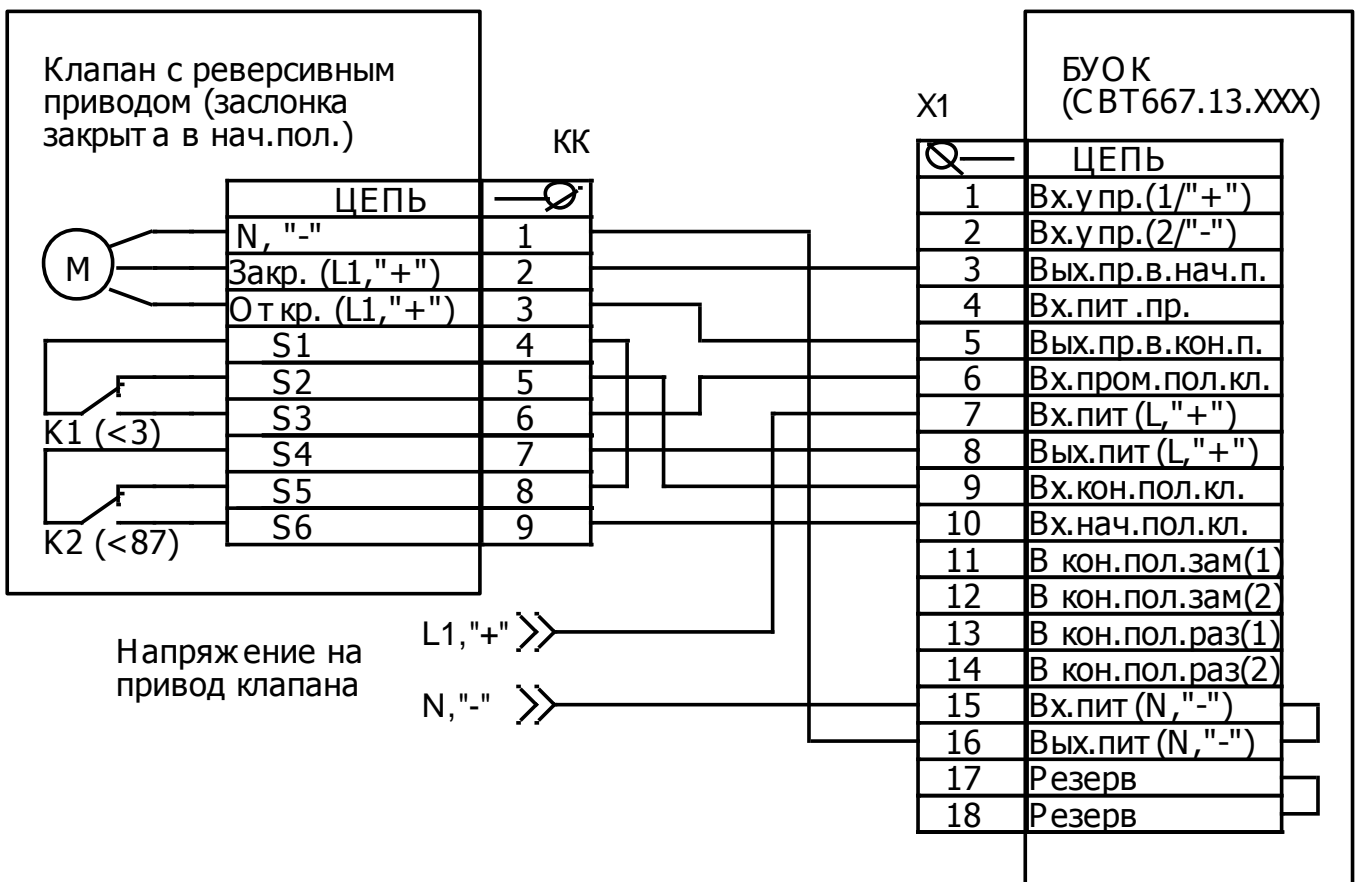 Клапан с реверсивным
приводом (заслонка
закрыта в нач.пол.)
КК
ЦЕПЬ
N, "-" 1
Закр. (L1,"+") 2
Откр. (L1,"+") 3
S1 4
S2 5
S3 6
S4 7
S5 8
S6 9
М
К1 (<3)
К2 (<87)
Напряжение на
привод клапана
L1,"+"
N,"-"
БУОК
(СВТ667.13.ХХХ)
X1
ЦЕПЬ
1 Вх.упр.(1/"+")
2 Вх.упр.(2/"-")
3 Вых.пр.в.нач.п.
4 Вх.пит.пр.
5 Вых.пр.в.кон.п.
6 Вх.пром.пол.кл.
7 Вх.пит(L,"+")
8 Вых.пит(L,"+")
9 Вх.кон.пол.кл.
10 Вх.нач.пол.кл.
11 В кон.пол.зам(1)
12 В кон.пол.зам(2)
13 В кон.пол.раз(1)
14 В кон.пол.раз(2)
15 Вх.пит(N,"-")
16 Вых.пит(N,"-")
17 Резерв
18 Резерв